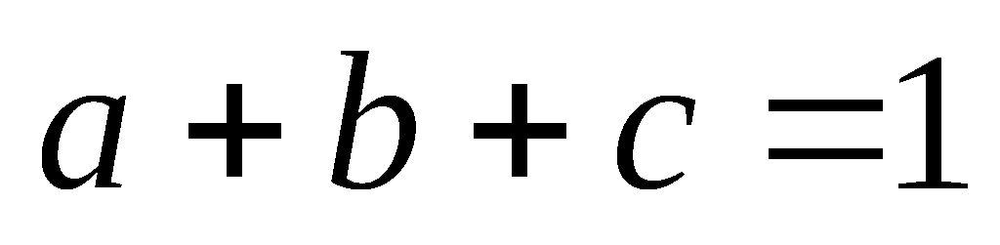 a + b + c = 1